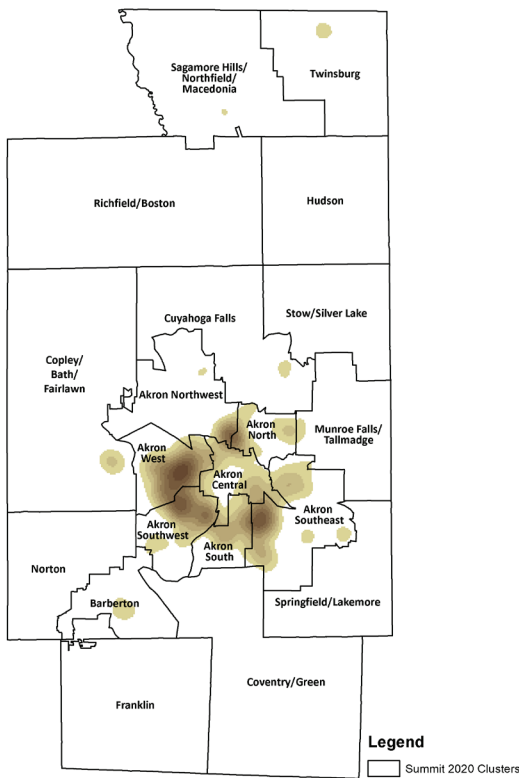 Sagamore Hills/
Northfield/
Macedonia
Twinsburg
Richfield/Boston
Hudson
Cuyahoga Falls
Stow/Silver Lake
Copley/
Bath/
Fairlawn
Akron Northwest
Akron
North
Munroe Falls/
Tallmadge
Akron
West
Akron
Central
Akron
Southeast
Akron
Southwest
Akron
South
Norton
Barberton
Springfield/Lakemore
Coventry/Green
Franklin
Legend
Summit 2020 Clusters